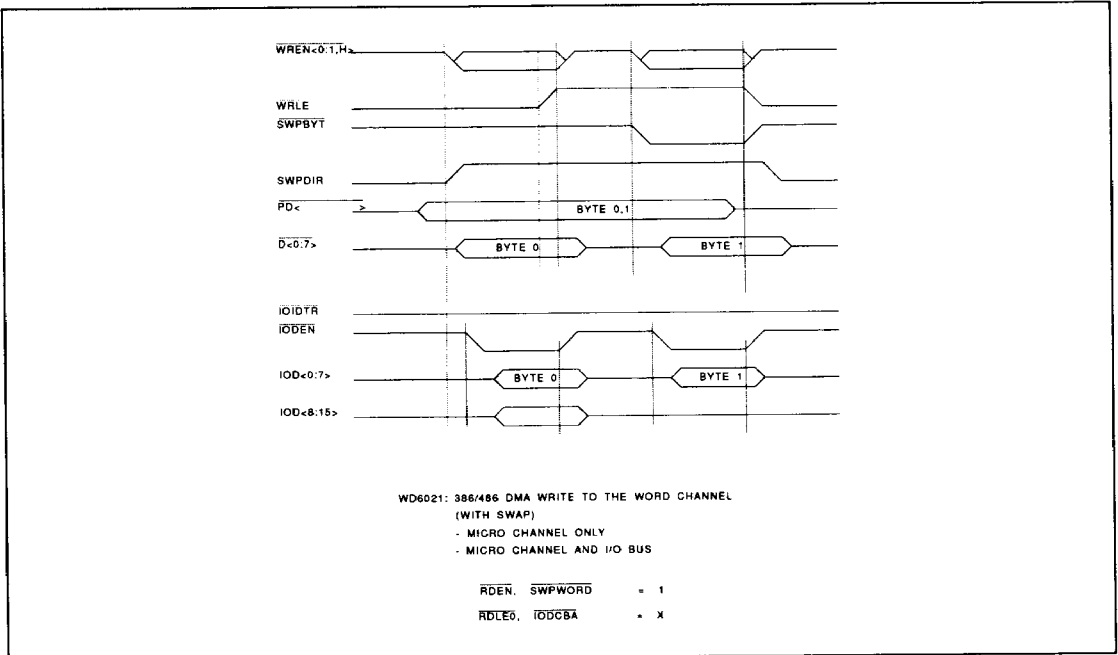 WREN<0:1,H>
WRLE
SWPBYT
SWPDIR
PD< >
BYTE 0,1
D<0:7>
BYTE 0
BYTE 1
IOIDTR
IODEN
IOD<0:7>
BYTE 0
BYTE 1
IOD<8:15>
WD6021: 386/486 DMA WRITE TO THE WORD CHANNEL
(WITH SWAP)
- MICRO CHANNEL ONLY
- MICRO CHANNEL AND I/O BUS
RDEN, SWPWORD = 1
RDLE0, IODCBA = X